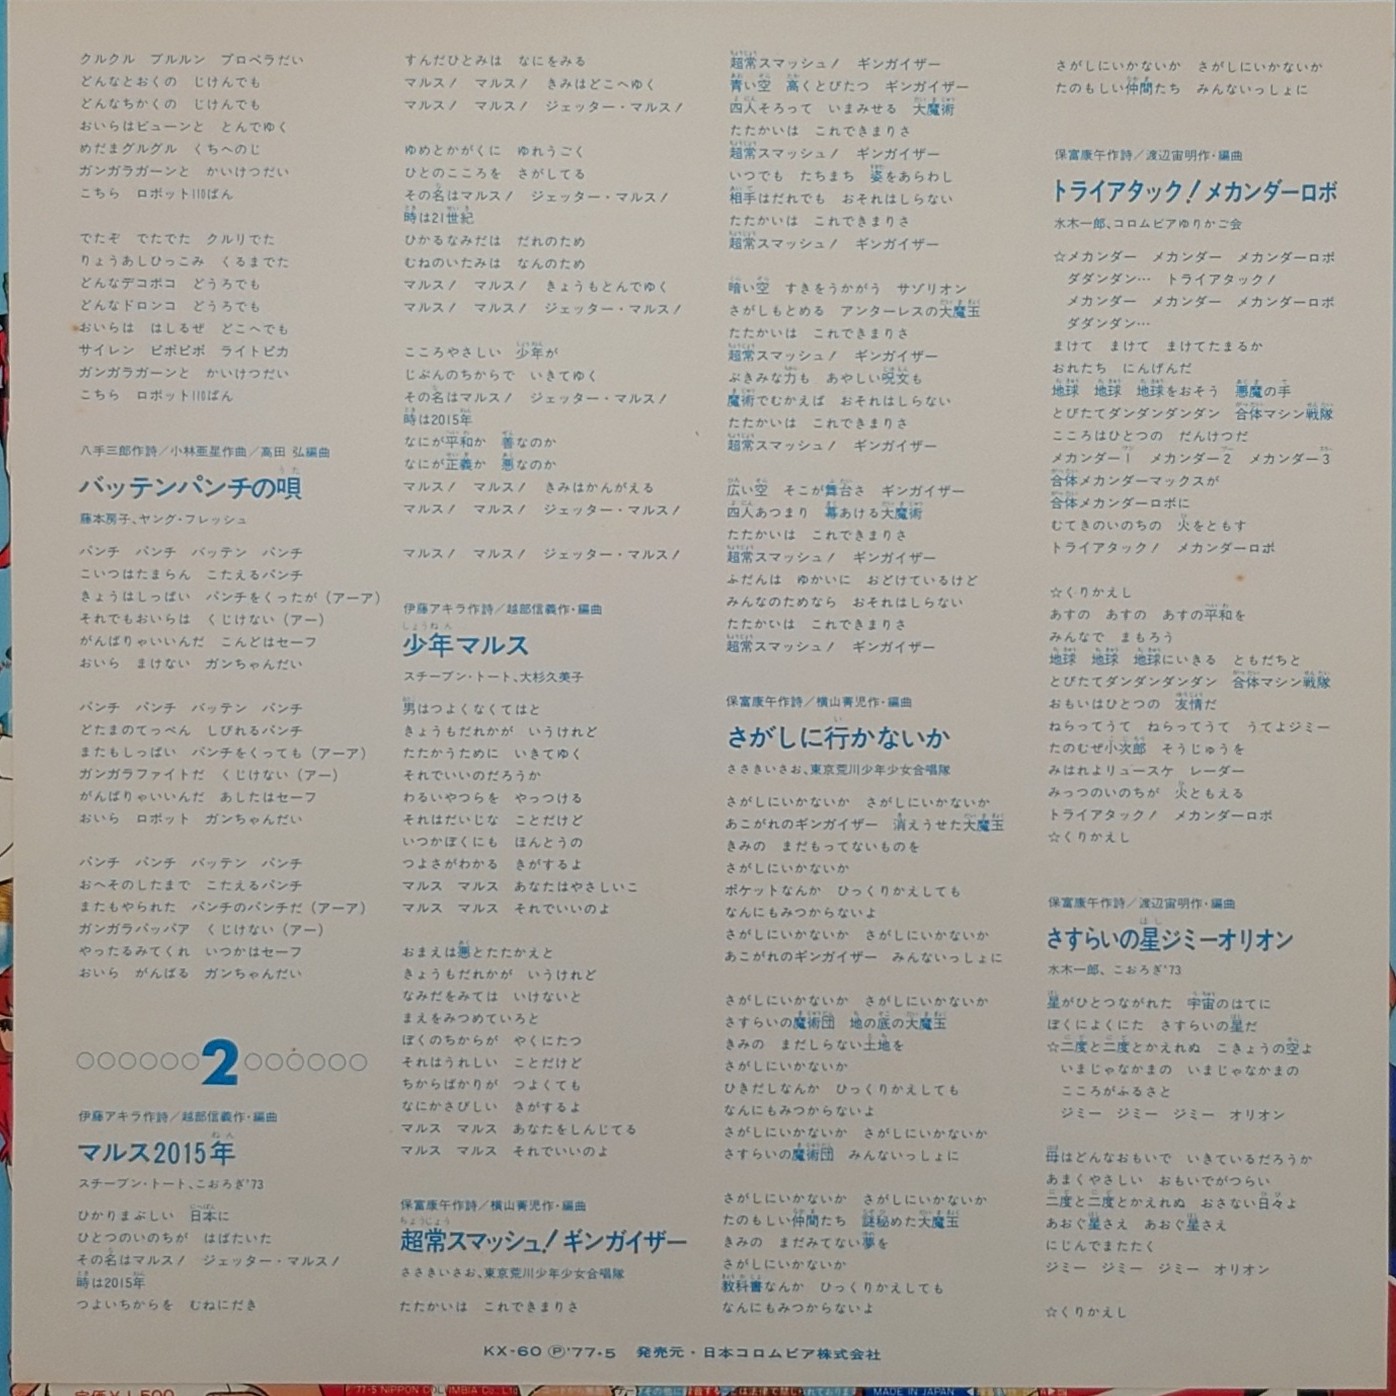 クルクル　プルルン　プロペラだい
どんなとおくの　じけんでも
どんなちかくの　じけんでも
おいらはビューンと　とんでゆく
めだまグルグル　くちへのじ
ガンガラガーンと　かいけつだい
こちら　ロボット110ばん
でたぞ　でたでた　クルリでた
りょうあしひっこみ　くるまでた
どんなデコボコ　どうろでも
どんなドロンコ　どうろでも
おいらは　はしるぜ　どこへでも
サイレン　ピポピポ　ライトピカ
ガンガラガーンと　かいけつだい
こちら　ロボット110ばん
八手三郎作詩／小林亜星作曲／高田　弘編曲
バッテンパンチの唄
藤本房子、ヤング・フレッシュ
パンチ　パンチ　バッテン　パンチ
こいつはたまらん　こたえるパンチ
きょうはしっぱい　パンチをくったが（アーア）
それでもおいらは　くじけない（アー）
がんばりゃいいんだ　こんどはセーフ
おいら　まけない　ガンちゃんだい
パンチ　パンチ　バッテン　パンチ
どたまのてっぺん　しびれるパンチ
またもしっぱい　パンチをくっても（アーア）
ガンガラファイトだ　くじけない（アー）
がんばりゃいいんだ　あしたはセーフ
おいら　ロボット　ガンちゃんだい
パンチ　パンチ　バッテン　パンチ
おへそのしたまで　こたえるパンチ
またもやられた　パンチのパンチだ（アーア）
ガンガラパッパア　くじけない（アー）
やったるみてくれ　いつかはセーフ
おいら　がんばる　ガンちゃんだい
○○○○○○2○○○○○○
伊藤アキラ作詩／越部信義作・編曲
マルス2015年
スチーブン・トート、こおろぎ'73
ひかりまぶしい　日本に
ひとつのいのちが　はばたいた
その名はマルス！　ジェッター・マルス！
時は2015年
つよいちからを　むねにだき
すんだひとみは　なにをみる
マルス！　マルス！　きみはどこへゆく
マルス！　マルス！　ジェッター・マルス！
ゆめとかがくに　ゆれうごく
ひとのこころを　さがしてる
その名はマルス！　ジェッター・マルス！
時は21世紀
ひかるなみだは　だれのため
むねのいたみは　なんのため
マルス！　マルス！　きょうもとんでゆく
マルス！　マルス！　ジェッター・マルス！
こころやさしい　少年が
じぶんのちからで　いきてゆく
その名はマルス！　ジェッター・マルス！
時は2015年
なにが平和か　善なのか
なにが正義か　悪なのか
マルス！　マルス！　きみはかんがえる
マルス！　マルス！　ジェッター・マルス！
マルス！　マルス！　ジェッター・マルス！
伊藤アキラ作詩／越部信義作・編曲
少年マルス
スチーブン・トート、大杉久美子
男はつよくなくてはと
きょうもだれかが　いうけれど
たたかうために　いきてゆく
それでいいのだろうか
わるいやつらを　やっつける
それはだいじな　ことだけど
いつかぼくにも　ほんとうの
つよさがわかる　きがするよ
マルス　マルス　あなたはやさしいこ
マルス　マルス　それでいいのよ
おまえは悪とたたかえと
きょうもだれかが　いうけれど
なみだをみては　いけないと
まえをみつめていろと
ぼくのちからが　やくにたつ
それはうれしい　ことだけど
ちからばかりが　つよくても
なにかさびしい　きがするよ
マルス　マルス　あなたをしんじてる
マルス　マルス　それでいいのよ
保富康午作詩／横山菁児作・編曲
超常スマッシュ！ギンガイザー
ささきいさお、東京荒川少年少女合唱隊
たたかいは　これできまりさ
超常スマッシュ！　ギンガイザー
青い空　高くとびたつ　ギンガイザー
四人そろって　いまみせる　大魔術
たたかいは　これできまりさ
超常スマッシュ！　ギンガイザー
いつでも　たちまち　姿をあらわし
相手はだれでも　おそれはしらない
たたかいは　これできまりさ
超常スマッシュ！　ギンガイザー
暗い空　すきをうかがう　サゾリオン
さがしもとめる　アンターレスの大魔玉
たたかいは　これできまりさ
超常スマッシュ！　ギンガイザー
ぶきみな力も　あやしい呪文も
魔術でむかえば　おそれはしらない
たたかいは　これできまりさ
超常スマッシュ！　ギンガイザー
広い空　そこが舞台さ　ギンガイザー
四人あつまり　幕あける大魔術
たたかいは　これできまりさ
超常スマッシュ！　ギンガイザー
ふだんは　ゆかいに　おどけているけど
みんなのためなら　おそれはしらない
たたかいは　これできまりさ
超常スマッシュ！　ギンガイザー
保富康午作詩／横山菁児作・編曲
さがしに行かないか
ささきいさお、東京荒川少年少女合唱隊
さがしにいかないか　さがしにいかないか
あこがれのギンガイザー　消えうせた大魔玉
きみの　まだもってないものを
さがしにいかないか
ポケットなんか　ひっくりかえしても
なんにもみつからないよ
さがしにいかないか　さがしにいかないか
あこがれのギンガイザー　みんないっしょに
さがしにいかないか　さがしにいかないか
さすらいの魔術団　地の底の大魔玉
きみの　まだしらない土地を
さがしにいかないか
ひきだしなんか　ひっくりかえしても
なんにもみつからないよ
さがしにいかないか　さがしにいかないか
さすらいの魔術団　みんないっしょに
さがしにいかないか　さがしにいかないか
たのもしい仲間たち　謎秘めた大魔玉
きみの　まだみてない夢を
さがしにいかないか
教科書なんか　ひっくりかえしても
なんにもみつからないよ
さがしにいかないか　さがしにいかないか
たのもしい仲間たち　みんないっしょに
保富康午作詩／渡辺宙明作・編曲
トライアタック！メカンダーロボ
水木一郎、コロムビアゆりかご会
☆メカンダー　メカンダー　メカンダーロボ
ダダンダン…　トライアタック！
メカンダー　メカンダー　メカンダーロボ
ダダンダン…
まけて　まけて　まけてたまるか
おれたち　にんげんだ
地球　地球　地球をおそう　悪魔の手
とびたてダンダンダンダン　合体マシン戦隊
こころはひとつの　だんけつだ
メカンダー1　メカンダー2　メカンダー3
合体メカンダーマックスが
合体メカンダーロボに
むてきのいのちの　火をともす
トライアタック！　メカンダーロボ
☆くりかえし
あすの　あすの　あすの平和を
みんなで　まもろう
地球　地球　地球にいきる　ともだちと
とびたてダンダンダンダン　合体マシン戦隊
おもいはひとつの　友情だ
ねらってうて　ねらってうて　うてよジミー
たのむぜ小次郎　そうじゅうを
みはれよリュースケ　レーダー
みっつのいのちが　火ともえる
トライアタック！　メカンダーロボ
☆くりかえし
保富康午作詩／渡辺宙明作・編曲
さすらいの星ジミーオリオン
水木一郎、こおろぎ'73
星がひとつながれた　宇宙のはてに
ぼくによくにた　さすらいの星だ
☆二度と二度とかえれぬ　こきょうの空よ
いまじゃなかまの　いまじゃなかまの
こころがふるさと
ジミー　ジミー　ジミー　オリオン
母はどんなおもいで　いきているだろうか
あまくやさしい　おもいでがつらい
二度と二度とかえれぬ　おさない日々よ
あおぐ星さえ　あおぐ星さえ
にじんでまたたく
ジミー　ジミー　ジミー　オリオン
☆くりかえし
KX-60 Ⓟ'77・5　発売元・日本コロムビア株式会社
定価￥1,500
MADE IN JAPAN